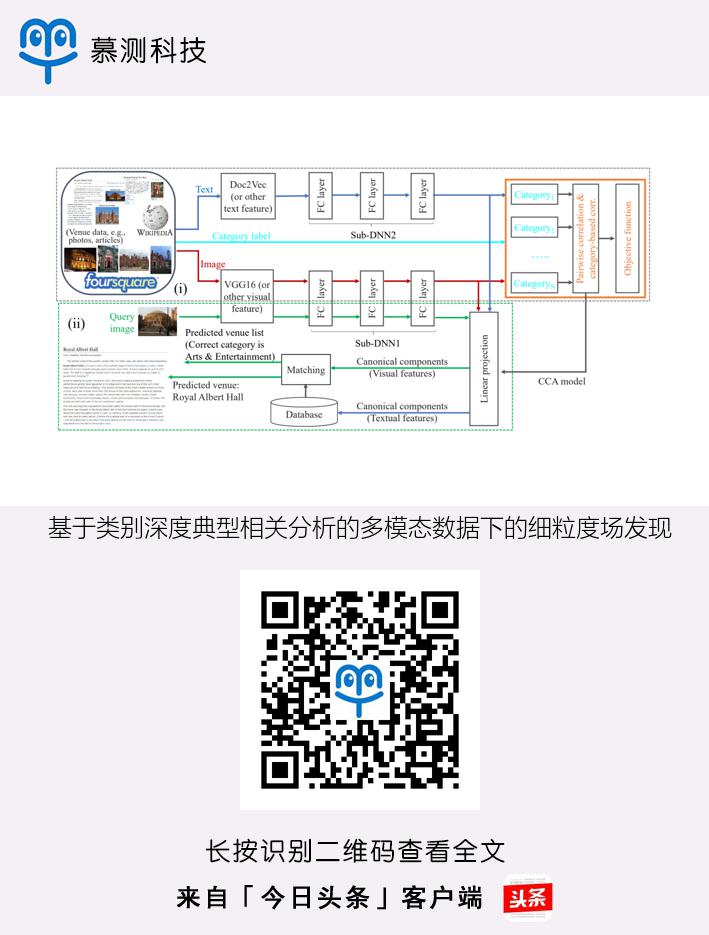 慕测科技
Text
Doc2Vec
(or other
text feature)
FC layer
FC layer
FC layer
Sub-DNN2
Category label
Image
(Venue data, e.g.,
photos, articles)
WIKIPEDIA
foursquare
(i)
VGG16 (or
other visual
feature)
FC layer
FC layer
FC layer
Sub-DNN1
Category1
Category2
.....
CategoryN
Pairwise correlation &
category-based corr.
Objective function
(ii)
Query
image
Royal Albert Hall
Predicted venue list
(Correct category is
Arts & Entertainment)
Predicted venue:
Royal Albert Hall
Matching
Database
Canonical components
(Visual features)
Canonical components
(Textual features)
Linear projection
CCA model
基于类别深度典型相关分析的多模态数据下的细粒度场发现
长按识别二维码查看全文
来自「今日头条」客户端
头条